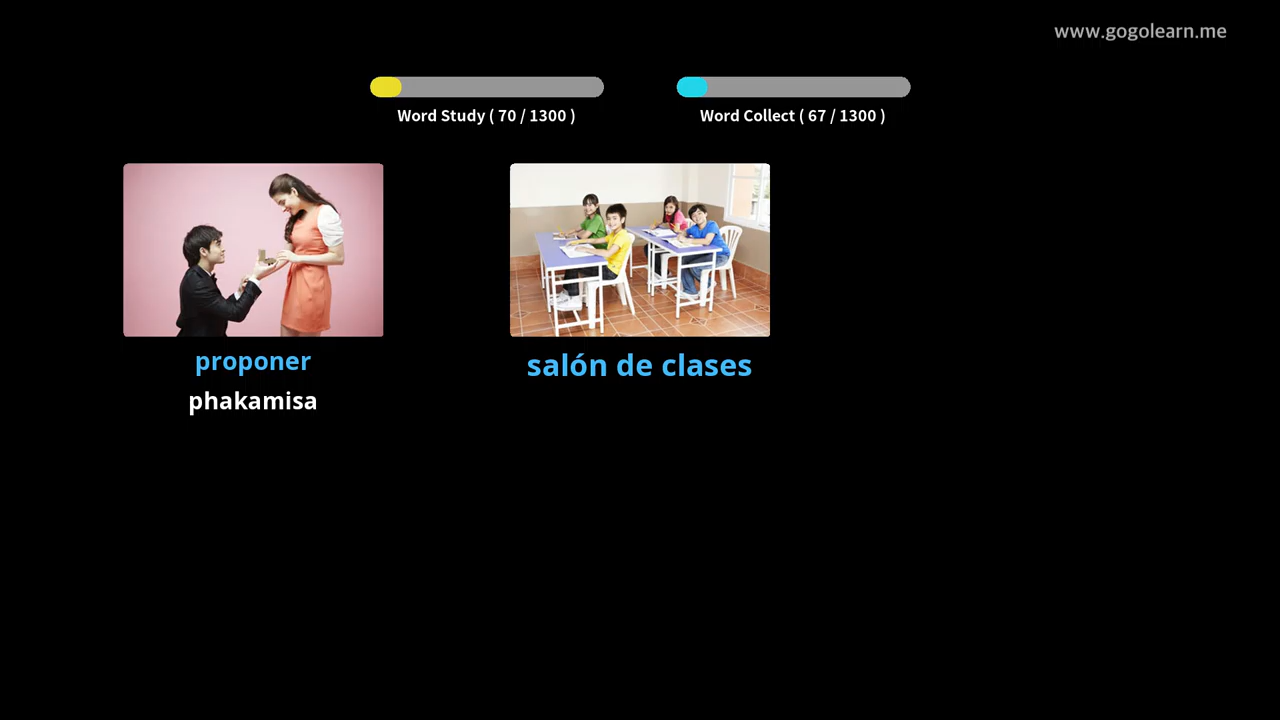 www.gogolearn.me
Word Study ( 70 / 1300 )
Word Collect ( 67 / 1300 )
proponer
phakamisa
salón de clases